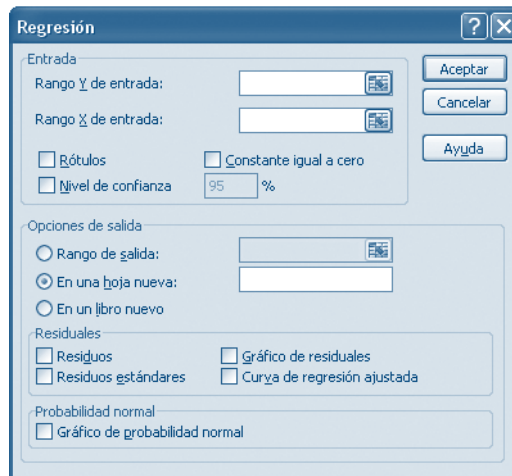 Regresión
Entrada
Rango Y de entrada:
Rango X de entrada:
Rótulos
Constante igual a cero
Nivel de confianza
95 %
Aceptar
Cancelar
Ayuda
Opciones de salida
Rango de salida:
En una hoja nueva:
En un libro nuevo
Residuales
Residuos
Gráfico de residuales
Residuos estándares
Curva de regresión ajustada
Probabilidad normal
Gráfico de probabilidad normal